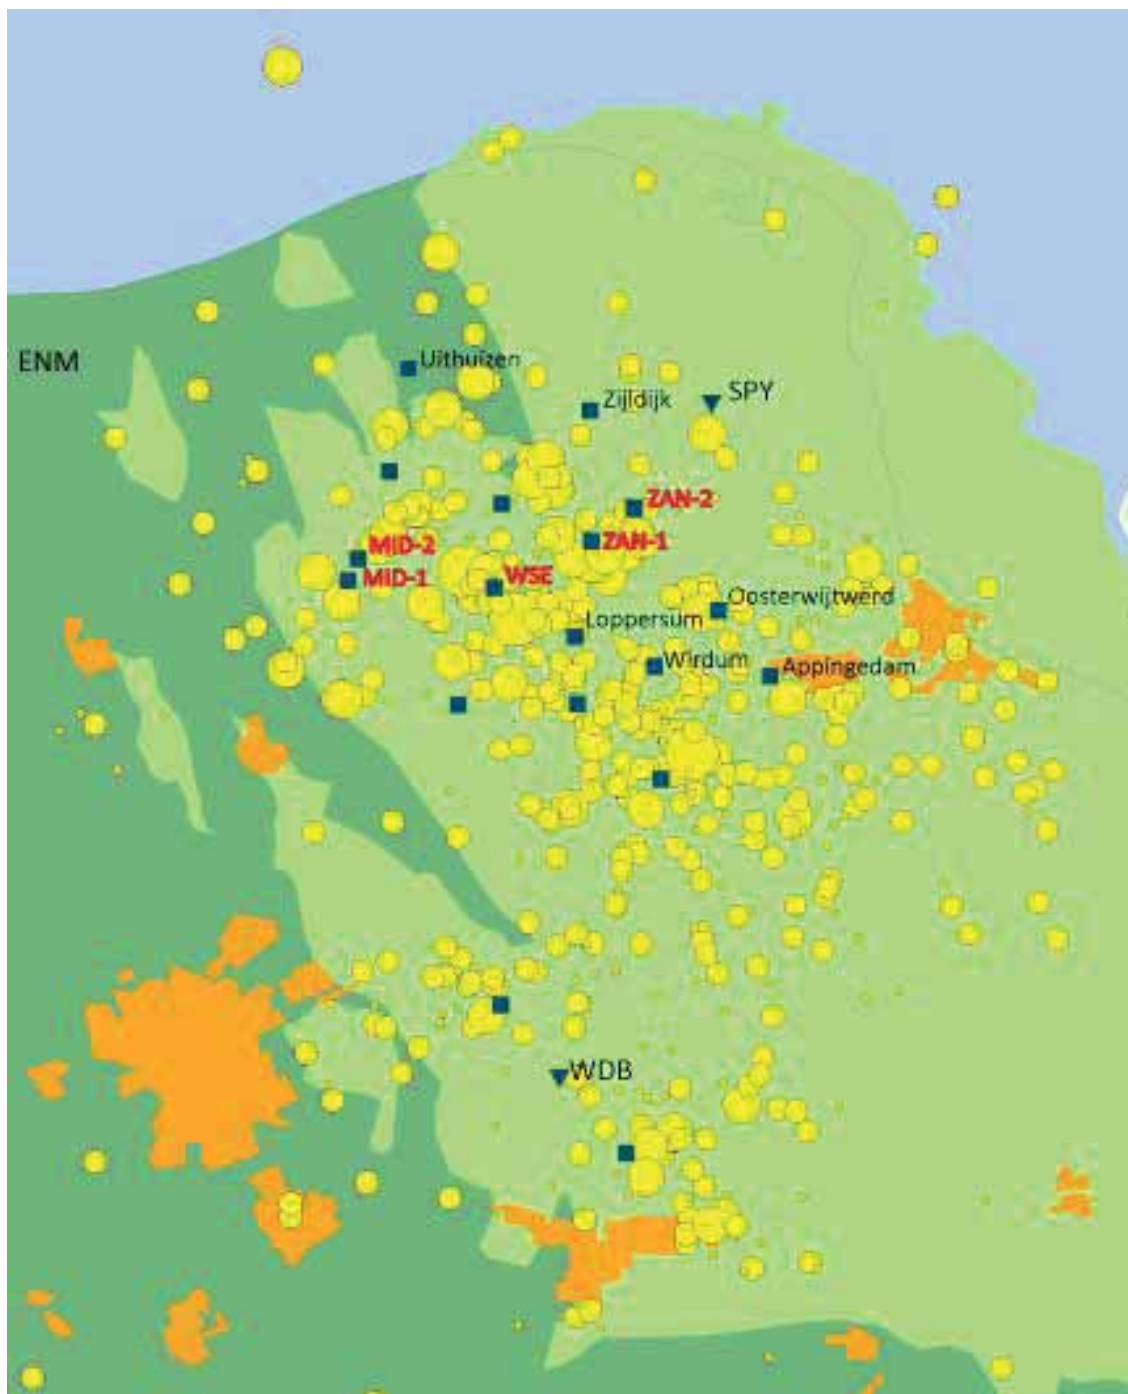 ENM
Uithuizen
Zijldijk
SPY
ZAN-2
MID-2
ZAN-1
MID-1
WSE
Oosterwijtwerd
Loppersum
Wirdum
Appingedam
WDB